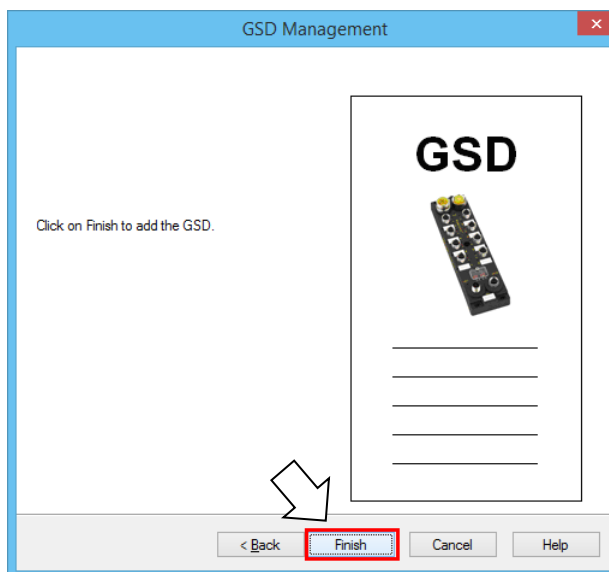 GSD Management
GSD
Click on Finish to add the GSD.
< Back
Finish
Cancel
Help